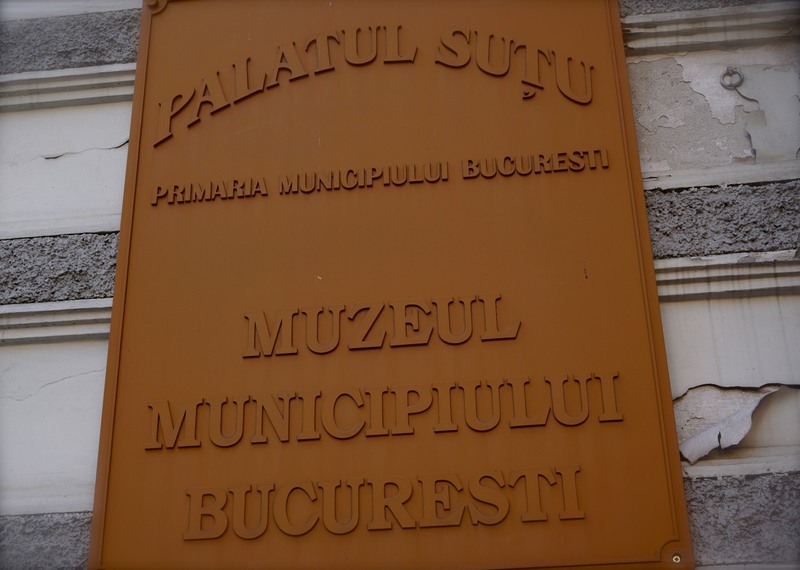 PALATUL SUȚU
PRIMARIA MUNICIPIULUI BUCURESTI
MUZEUL
MUNICIPIULUI
BUCURESTI